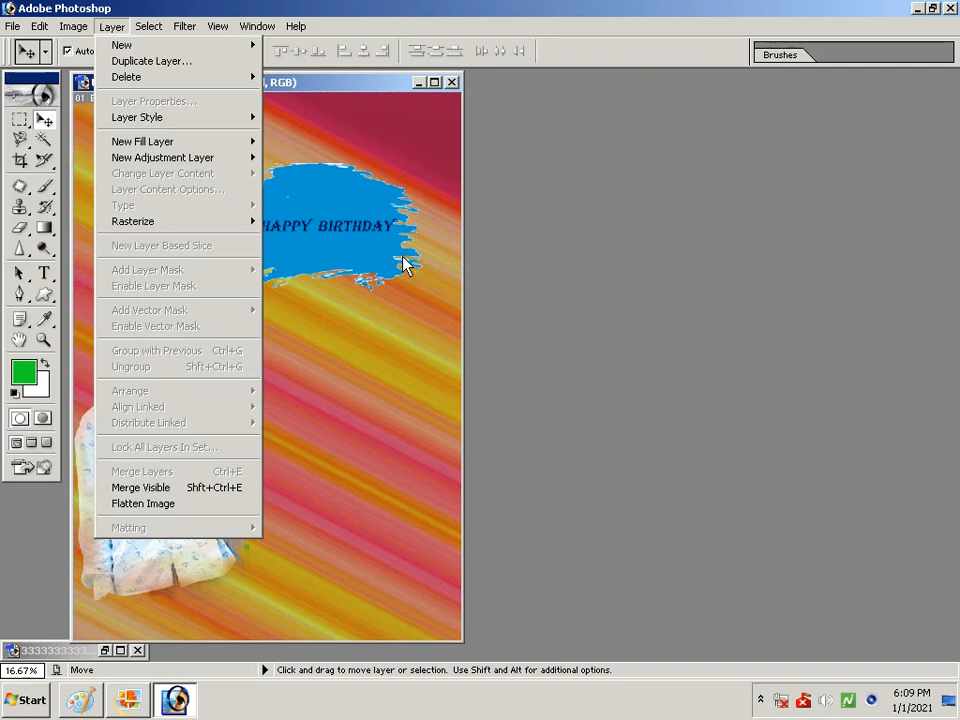 Adobe Photoshop
File Edit Image Layer Select Filter View Window Help
Auto
Brushes
, RGB)
01
New
Duplicate Layer...
Delete
Layer Properties...
Layer Style
New Fill Layer
New Adjustment Layer
Change Layer Content
Layer Content Options...
Type
Rasterize
New Layer Based Slice
Add Layer Mask
Enable Layer Mask
Add Vector Mask
Enable Vector Mask
Group with Previous Ctrl+G
Ungroup Shft+Ctrl+G
Arrange
Align Linked
Distribute Linked
Lock All Layers In Set...
Merge Layers Ctrl+E
Merge Visible Shft+Ctrl+E
Flatten Image
Matting
HAPPY BIRTHDAY
3333333333...
16.67% Move Click and drag to move layer or selection. Use Shift and Alt for additional options.
Start
6:09 PM
1/1/2021